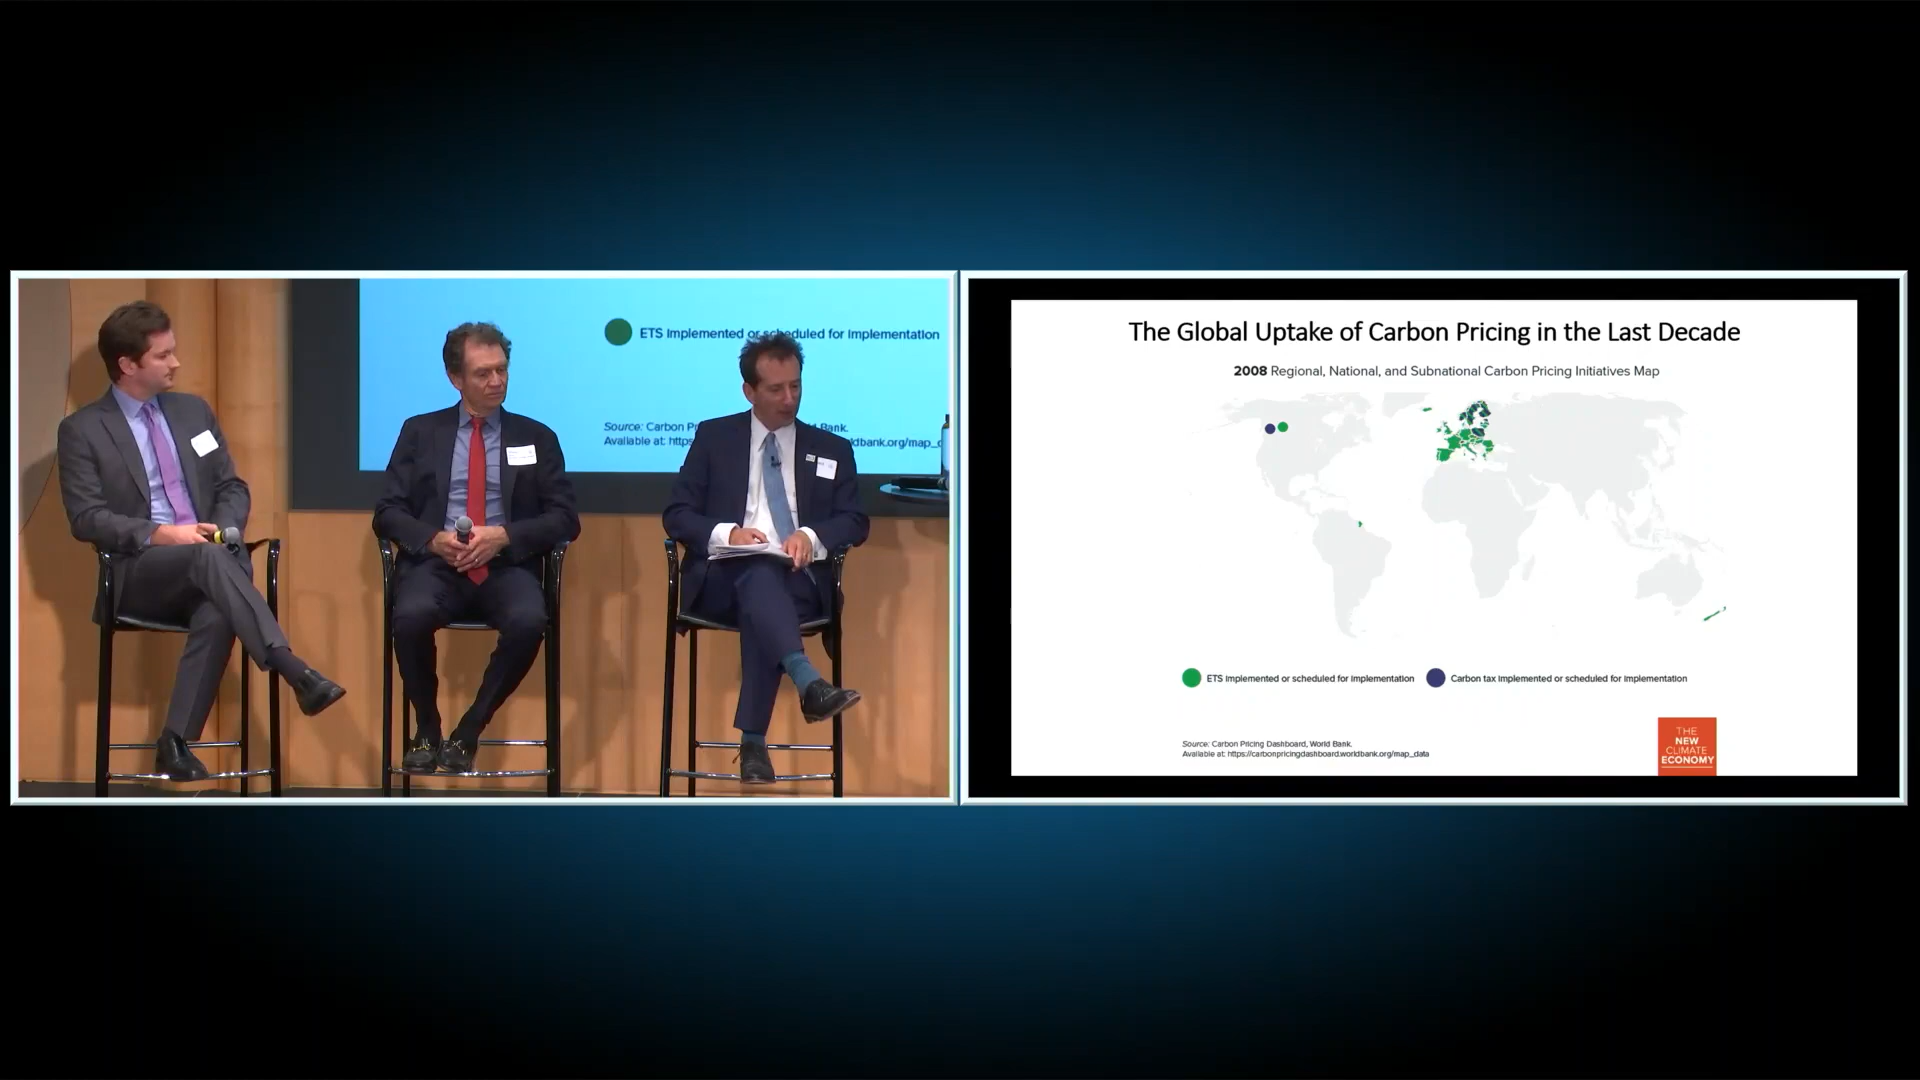 ETS Implemented or scheduled for Implementation
Source: Carbon Pr
ld Bank.
Available at: https
ldbank.org/map_d
The Global Uptake of Carbon Pricing in the Last Decade
2008 Regional, National, and Subnational Carbon Pricing Initiatives Map
ETS Implemented or scheduled for Implementation
Carbon tax implemented or scheduled for implementation
Source: Carbon Pricing Dashboard, World Bank.
Available at: https://carbonpricingdashboard.worldbank.org/map_data
THE
NEW
CLIMATE
ECONOMY